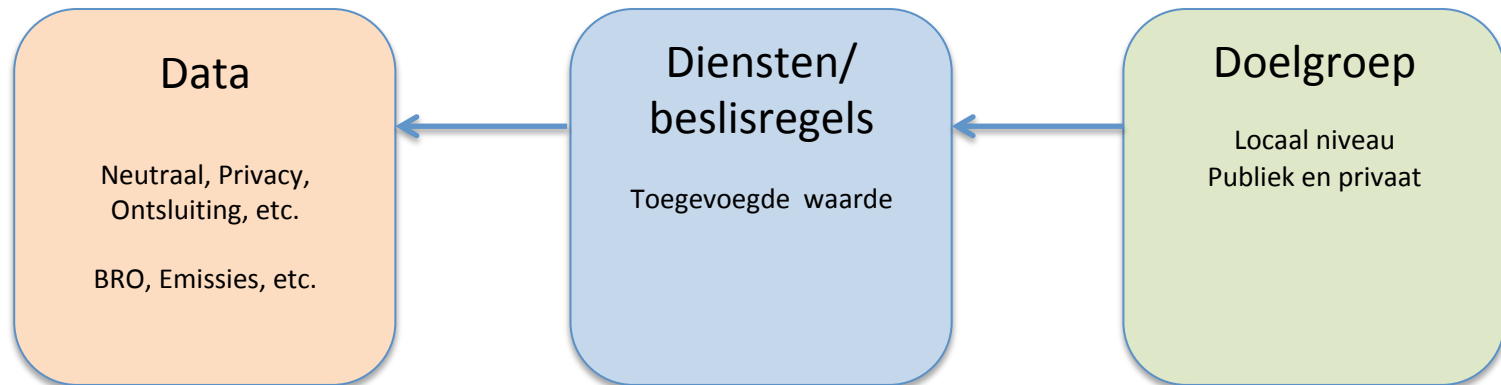 Data
Neutraal, Privacy,
Ontsluiting, etc.
BRO, Emissies, etc.
Diensten/
beslisregels
Toegevoegde waarde
Doelgroep
Locaal niveau
Publiek en privaat